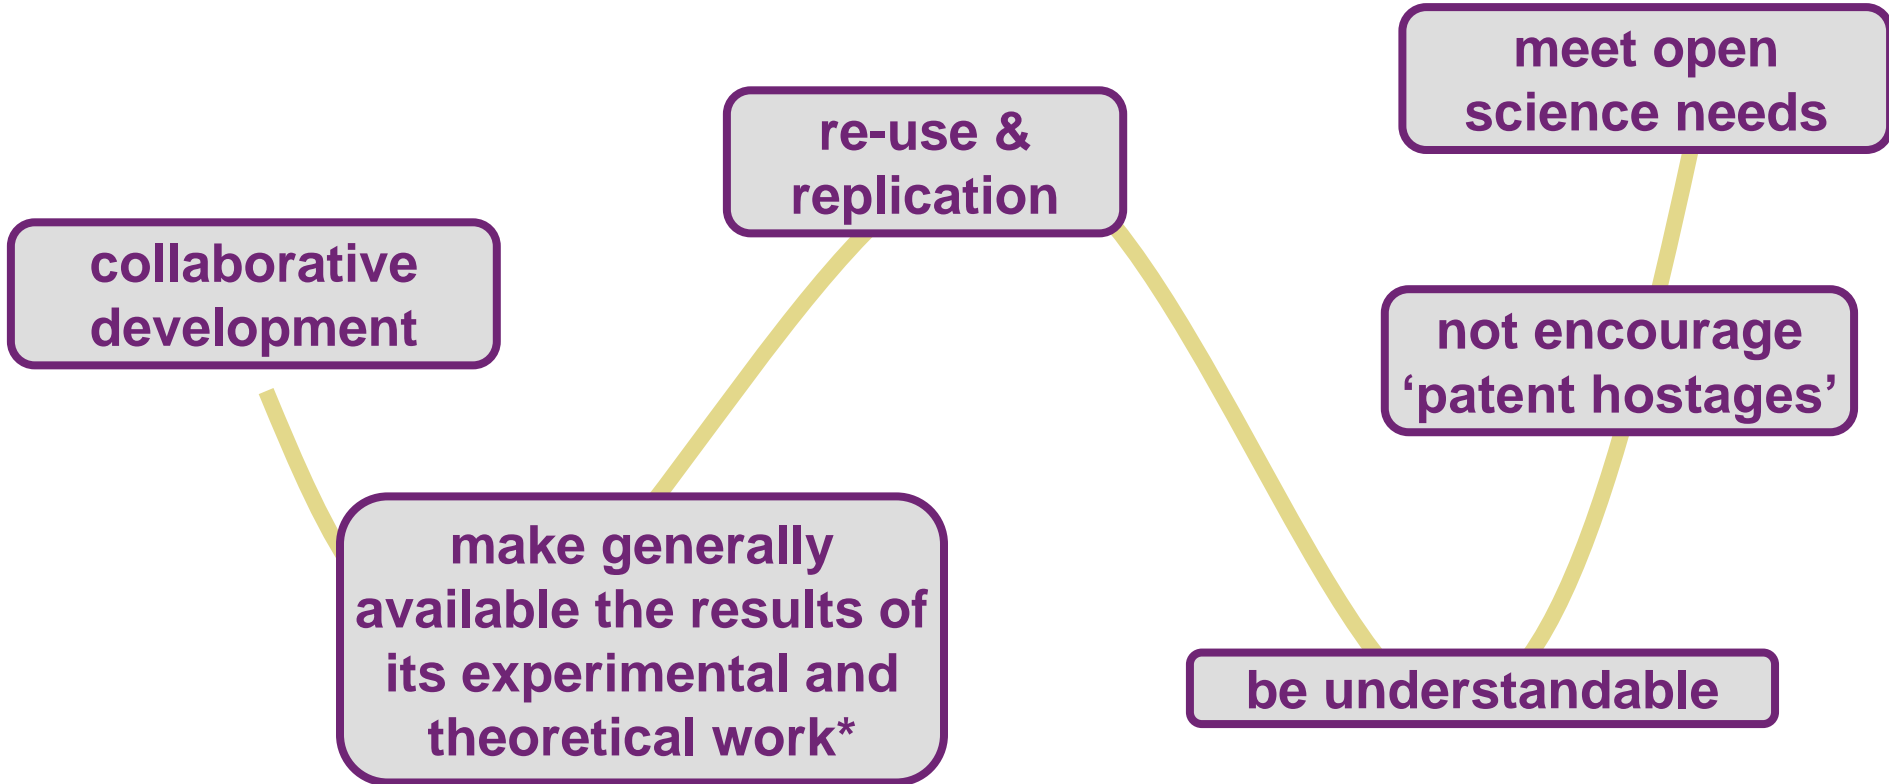 collaborative
development
make generally
available the results of
its experimental and
theoretical work*
re-use &
replication
be understandable
not encourage
‘patent hostages’
meet open
science needs